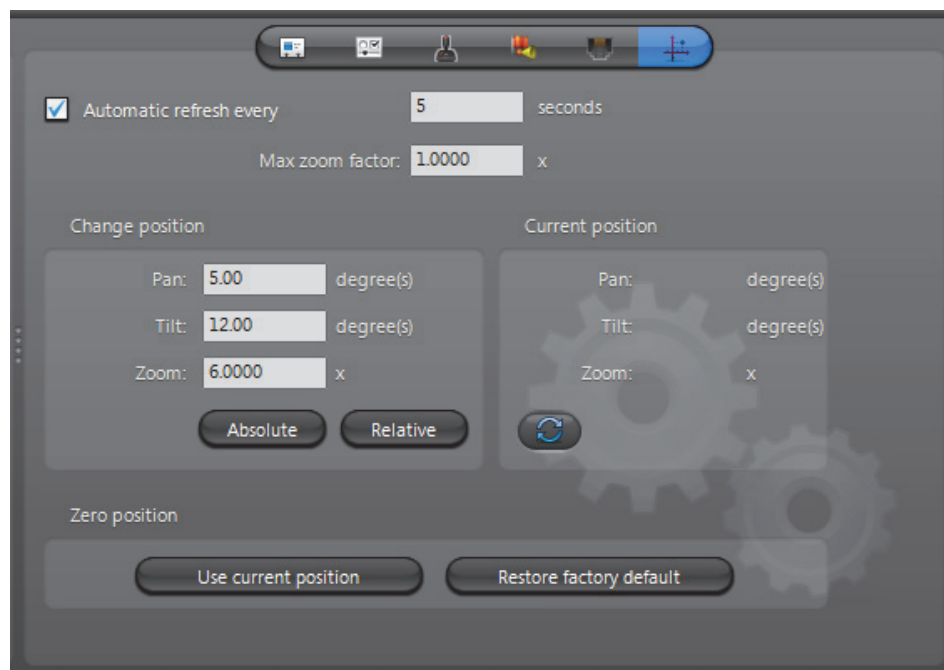 Automatic refresh every 5 seconds
Max zoom factor: 1.0000 x
Change position
Pan: 5.00 degree(s)
Tilt: 12.00 degree(s)
Zoom: 6.0000 x
Absolute Relative
Current position
Pan: degree(s)
Tilt: degree(s)
Zoom: x
Zero position
Use current position Restore factory default